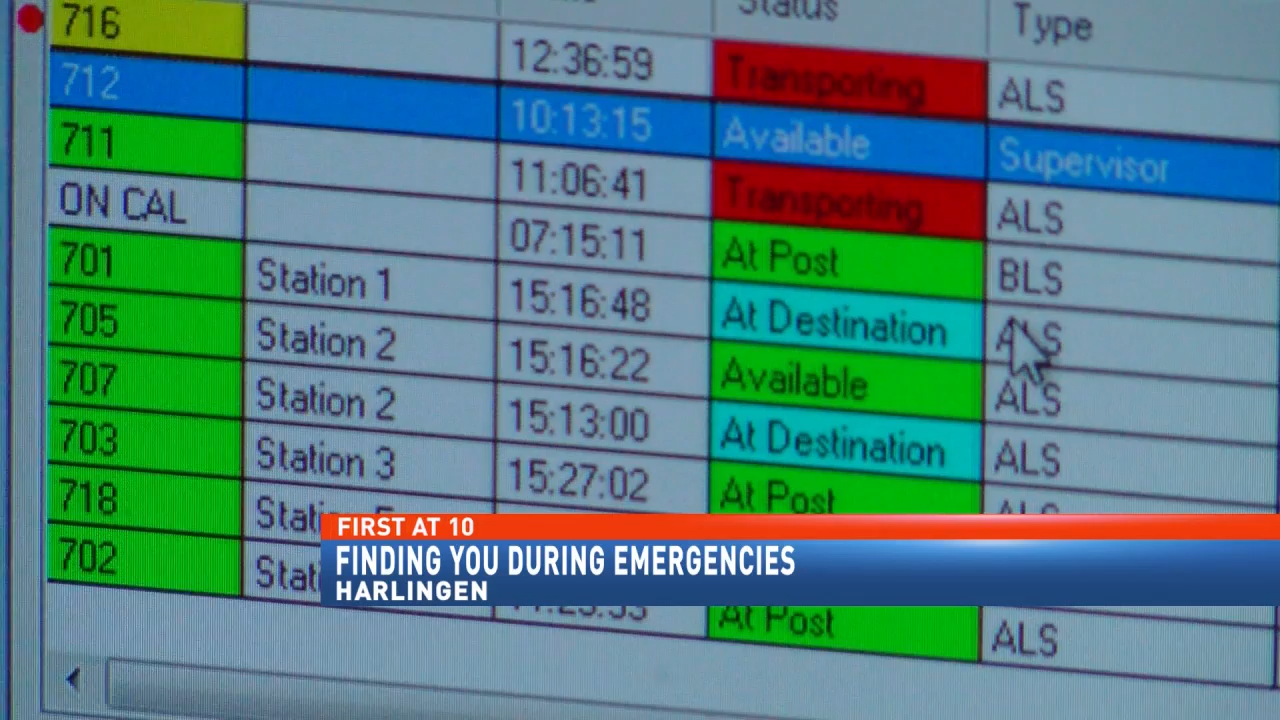 Status Type
716 12:36:59 Transporting ALS
712 10:13:15 Available Supervisor
711 11:06:41 Transporting ALS
ON CAL 07:15:11 At Post BLS
701 Station 1 15:16:48 At Destination ALS
705 Station 2 15:16:22 Available ALS
707 Station 2 15:13:00 At Destination ALS
703 Station 3 15:27:02 At Post ALS
718
702 At Post ALS
FIRST AT 10
FINDING YOU DURING EMERGENCIES
HARLINGEN